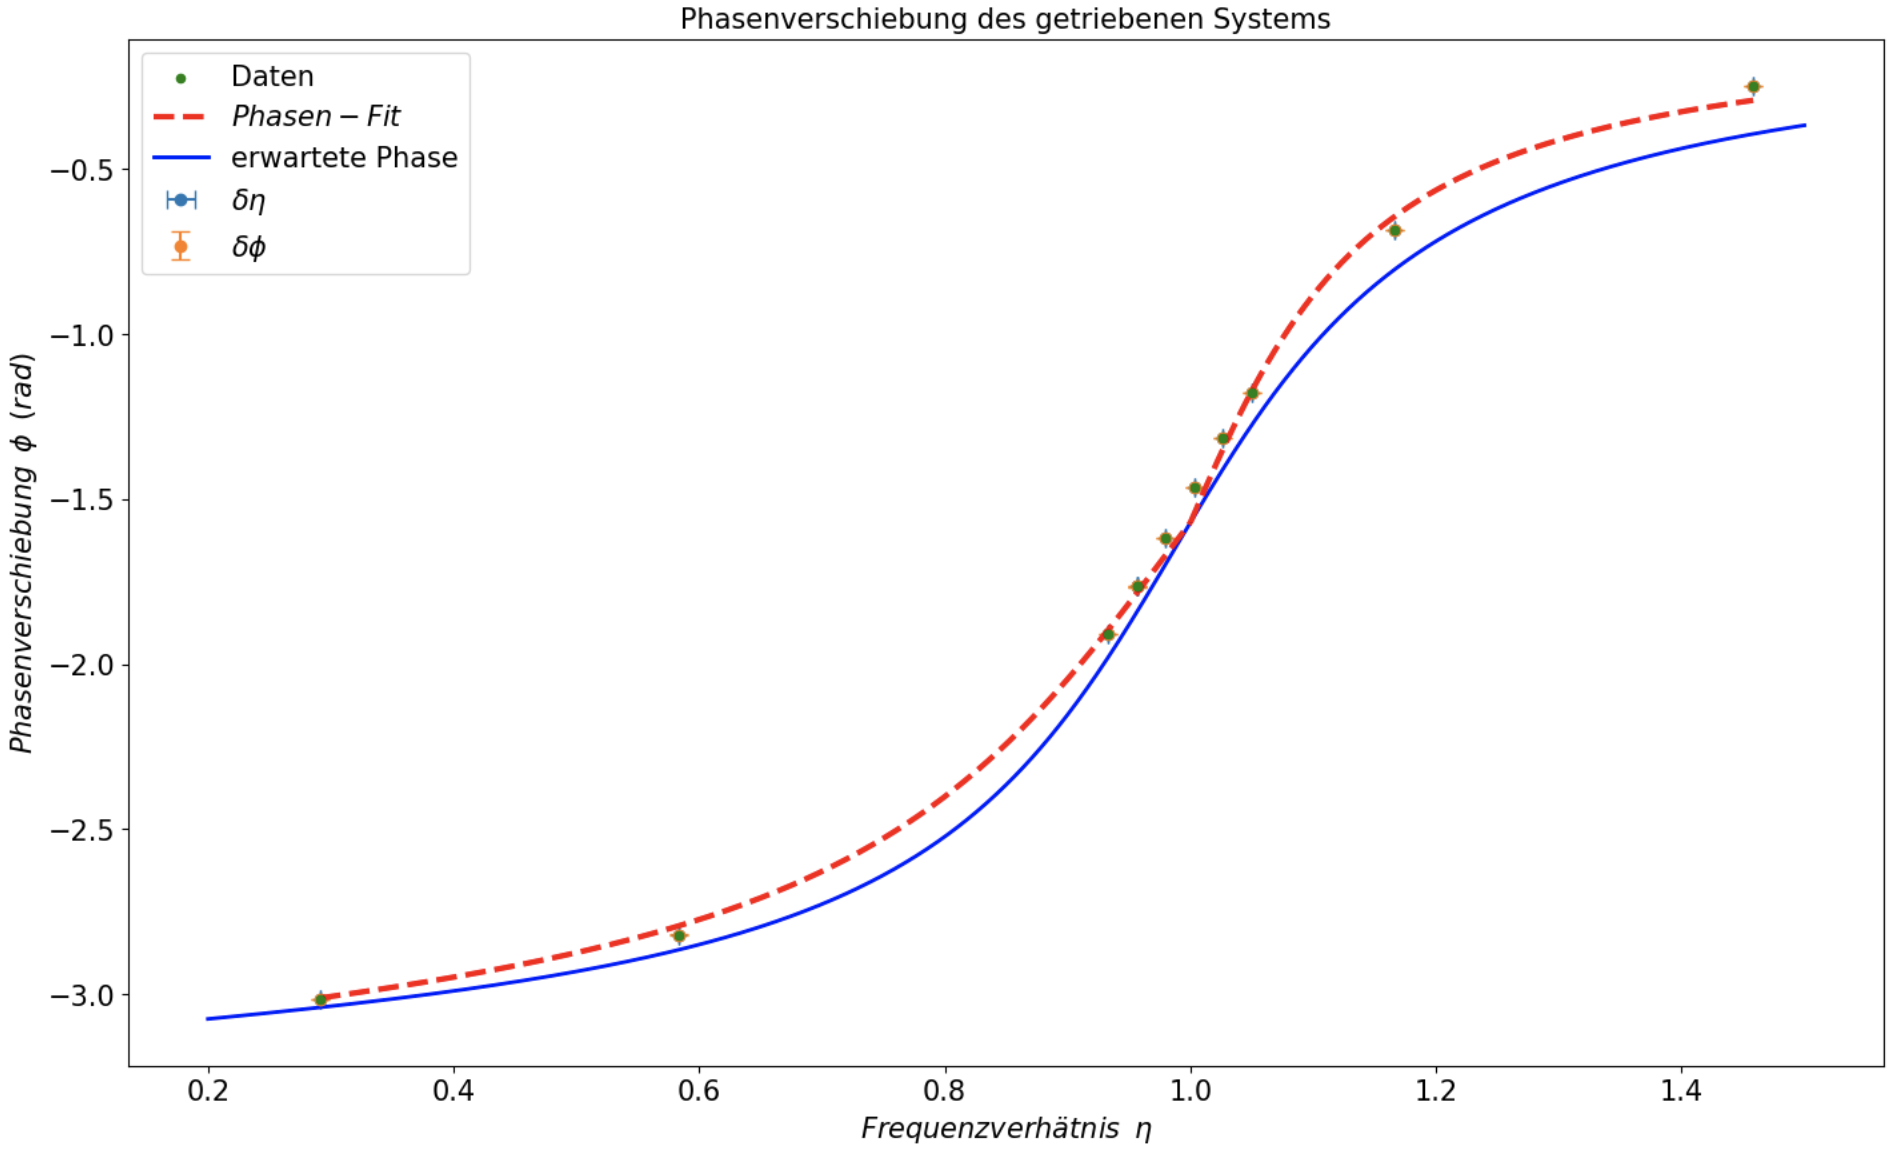 Phasenverschiebung des getriebenen Systems
Daten
Phasen − Fit
erwartete Phase
δη
δϕ
−0.5
−1.0
−1.5
−2.0
−2.5
−3.0
Phasenverschiebung ϕ (rad)
0.2 0.4 0.6 0.8 1.0 1.2 1.4
Frequenzverhätnis η